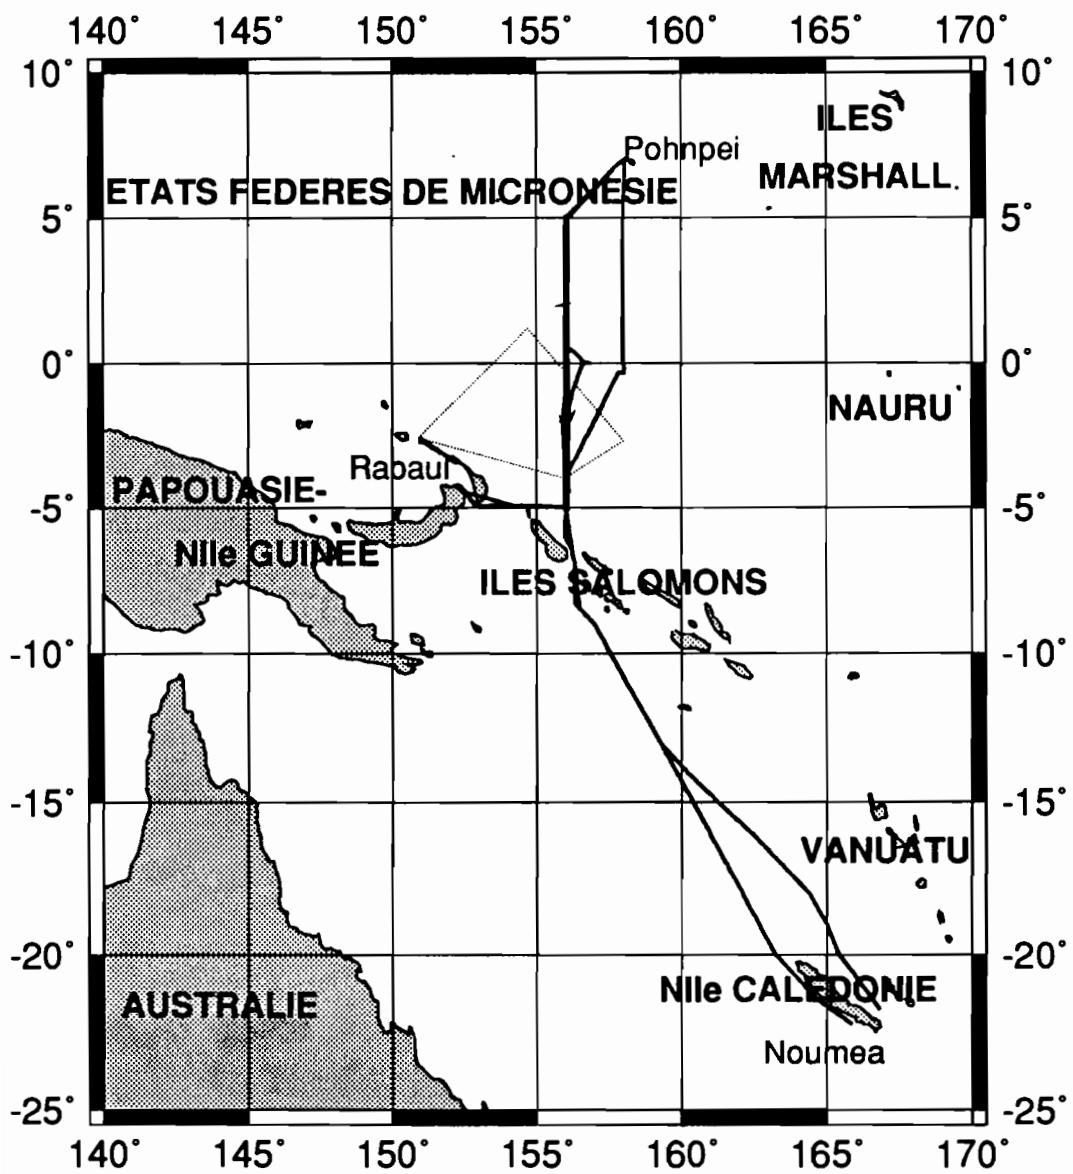 140° 145° 150° 155° 160° 165° 170°
10° 10°
ILES
Pohnpei
MARSHALL
ETATS FEDERES DE MICRONESIE
5° 5°
0° 0°
NAURU
Rabaul
PAPOUASIE-
-5° -5°
Nlle GUINEE
ILES SALOMONS
-10° -10°
-15° -15°
VANUATU
-20° -20°
Nlle CALEDONIE
AUSTRALIE
Noumea
-25° -25°
140° 145° 150° 155° 160° 165° 170°